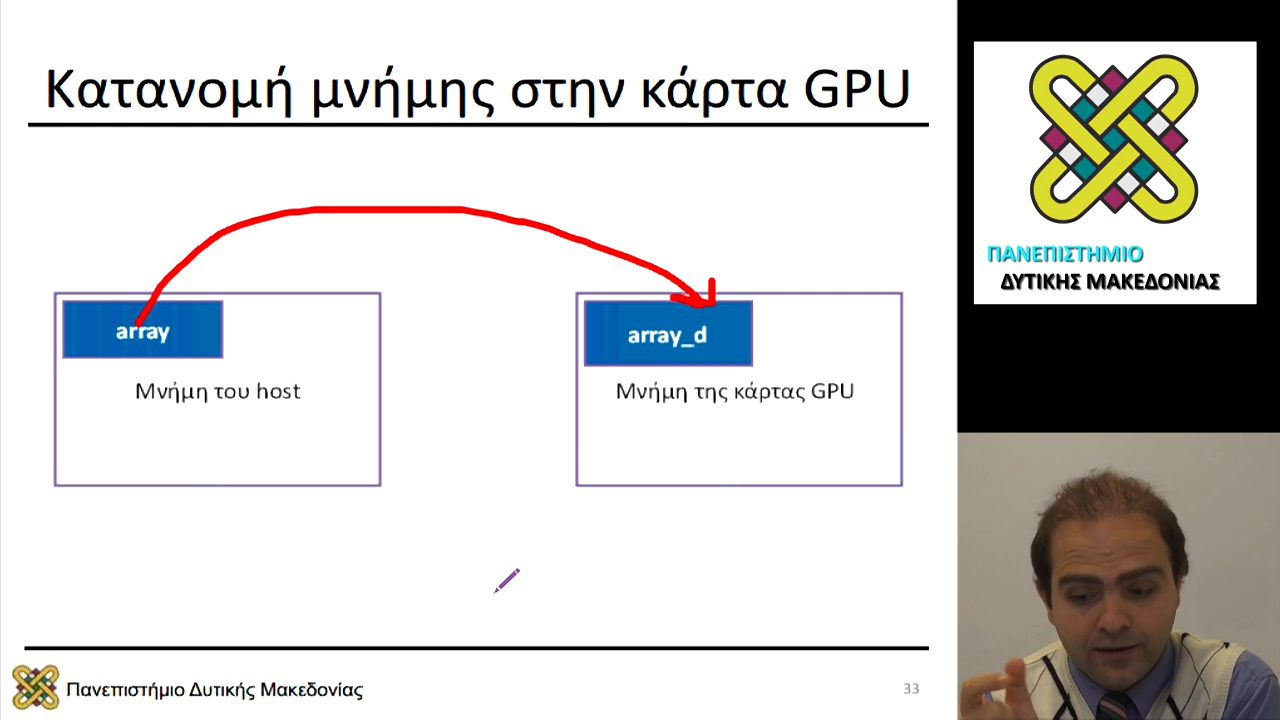 Κατανομή μνήμης στην κάρτα GPU
array
Μνήμη του host
array_d
Μνήμη της κάρτας GPU
Πανεπιστήμιο Δυτικής Μακεδονίας
33
ΠΑΝΕΠΙΣΤΗΜΙΟ
ΔΥΤΙΚΗΣ ΜΑΚΕΔΟΝΙΑΣ